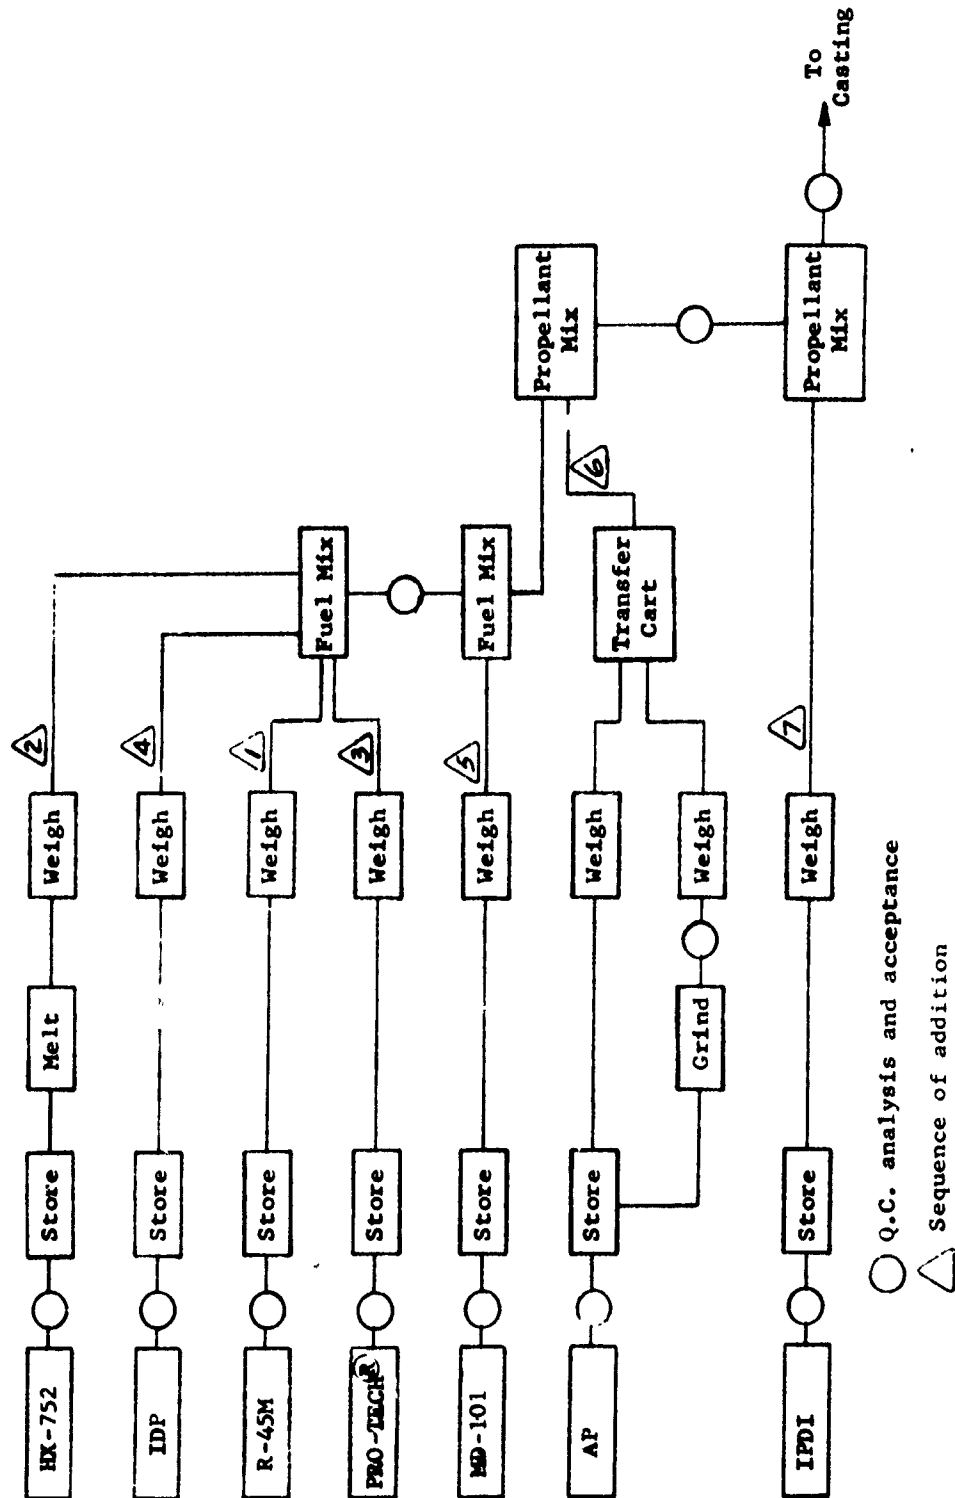 HX-752
Store
Melt
Weigh
2
IDP
Store
Weigh
4
R-45M
Store
Weigh
1
PRO-TECH®
Store
Weigh
3
Fuel Mix
MD-101
Store
Weigh
5
Fuel Mix
Propellant
Mix
AP
Store
Weigh
Transfer
Cart
6
Grind
Weigh
IPDI
Store
Weigh
7
Propellant
Mix
To
Casting
Q.C. analysis and acceptance
Sequence of addition